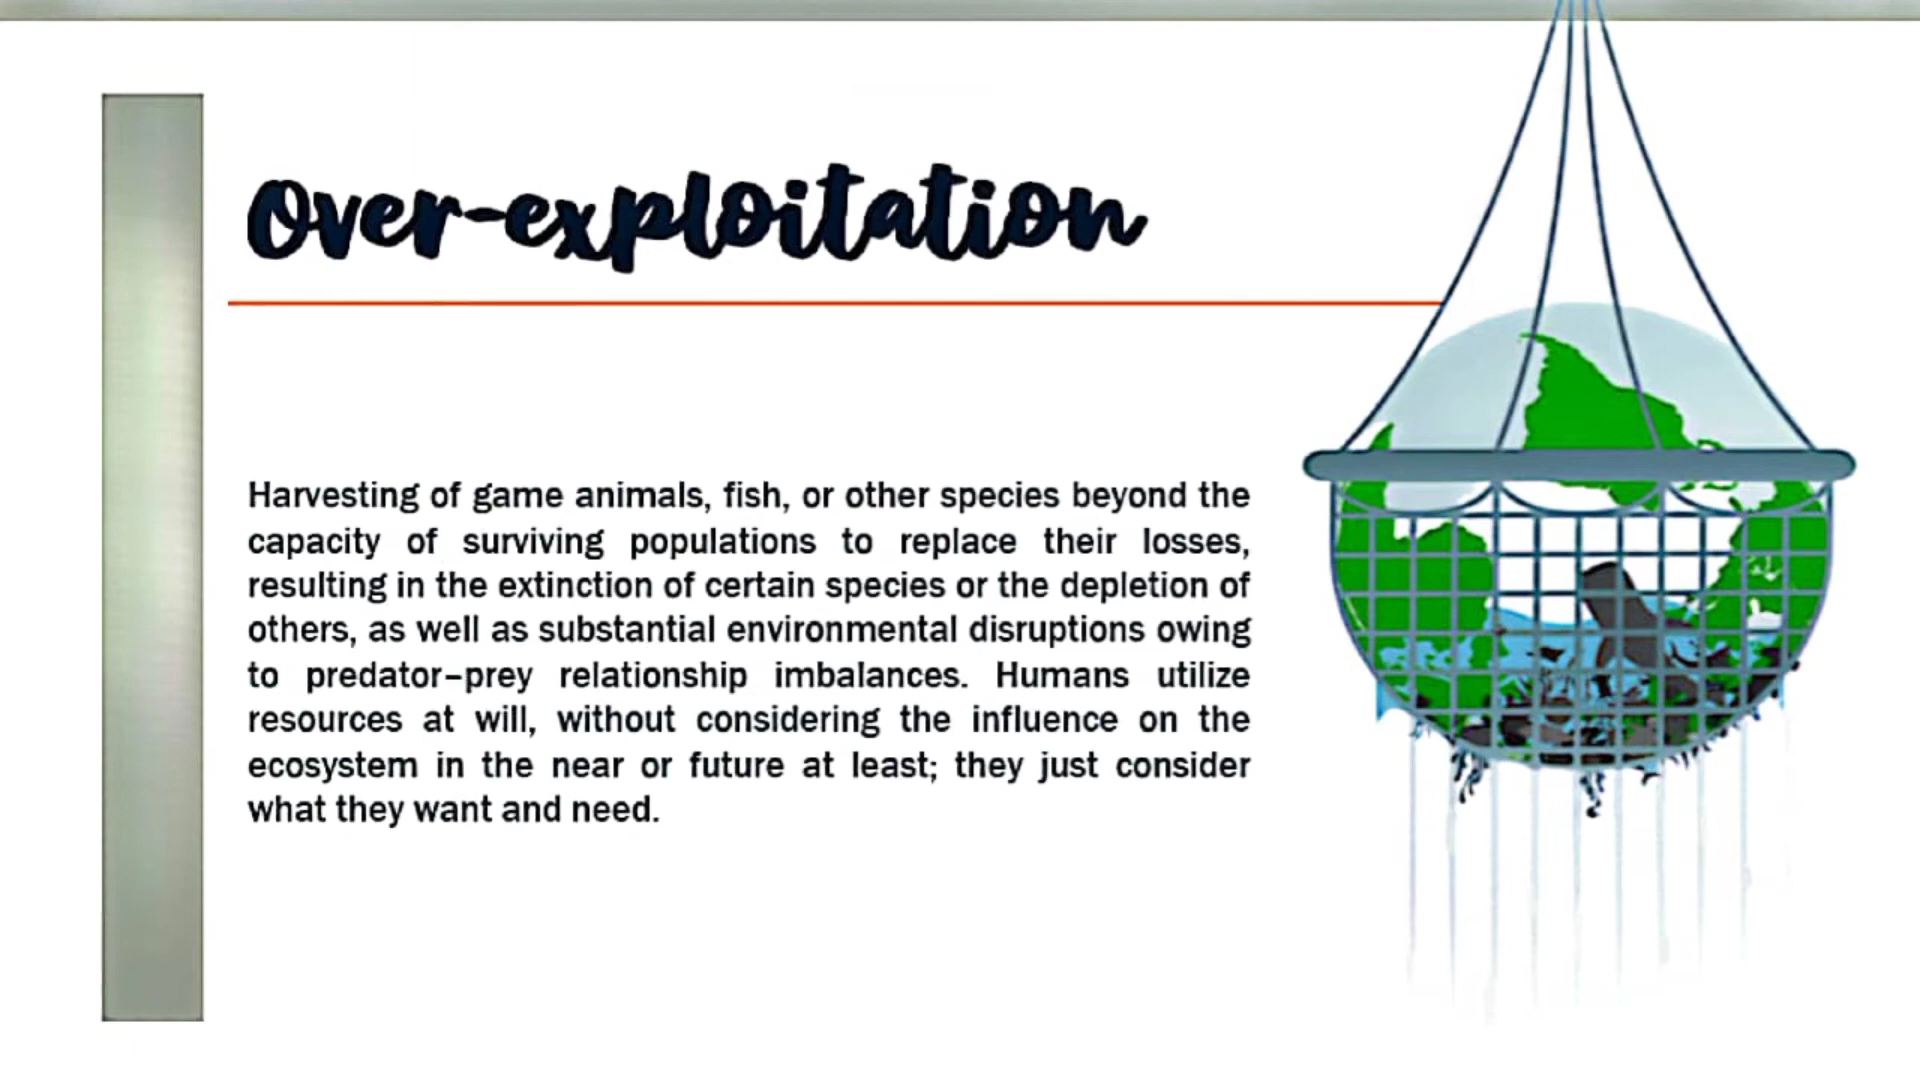 Over-exploitation
Harvesting of game animals, fish, or other species beyond the
capacity of surviving populations to replace their losses,
resulting in the extinction of certain species or the depletion of
others, as well as substantial environmental disruptions owing
to predator–prey relationship imbalances. Humans utilize
resources at will, without considering the influence on the
ecosystem in the near or future at least; they just consider
what they want and need.